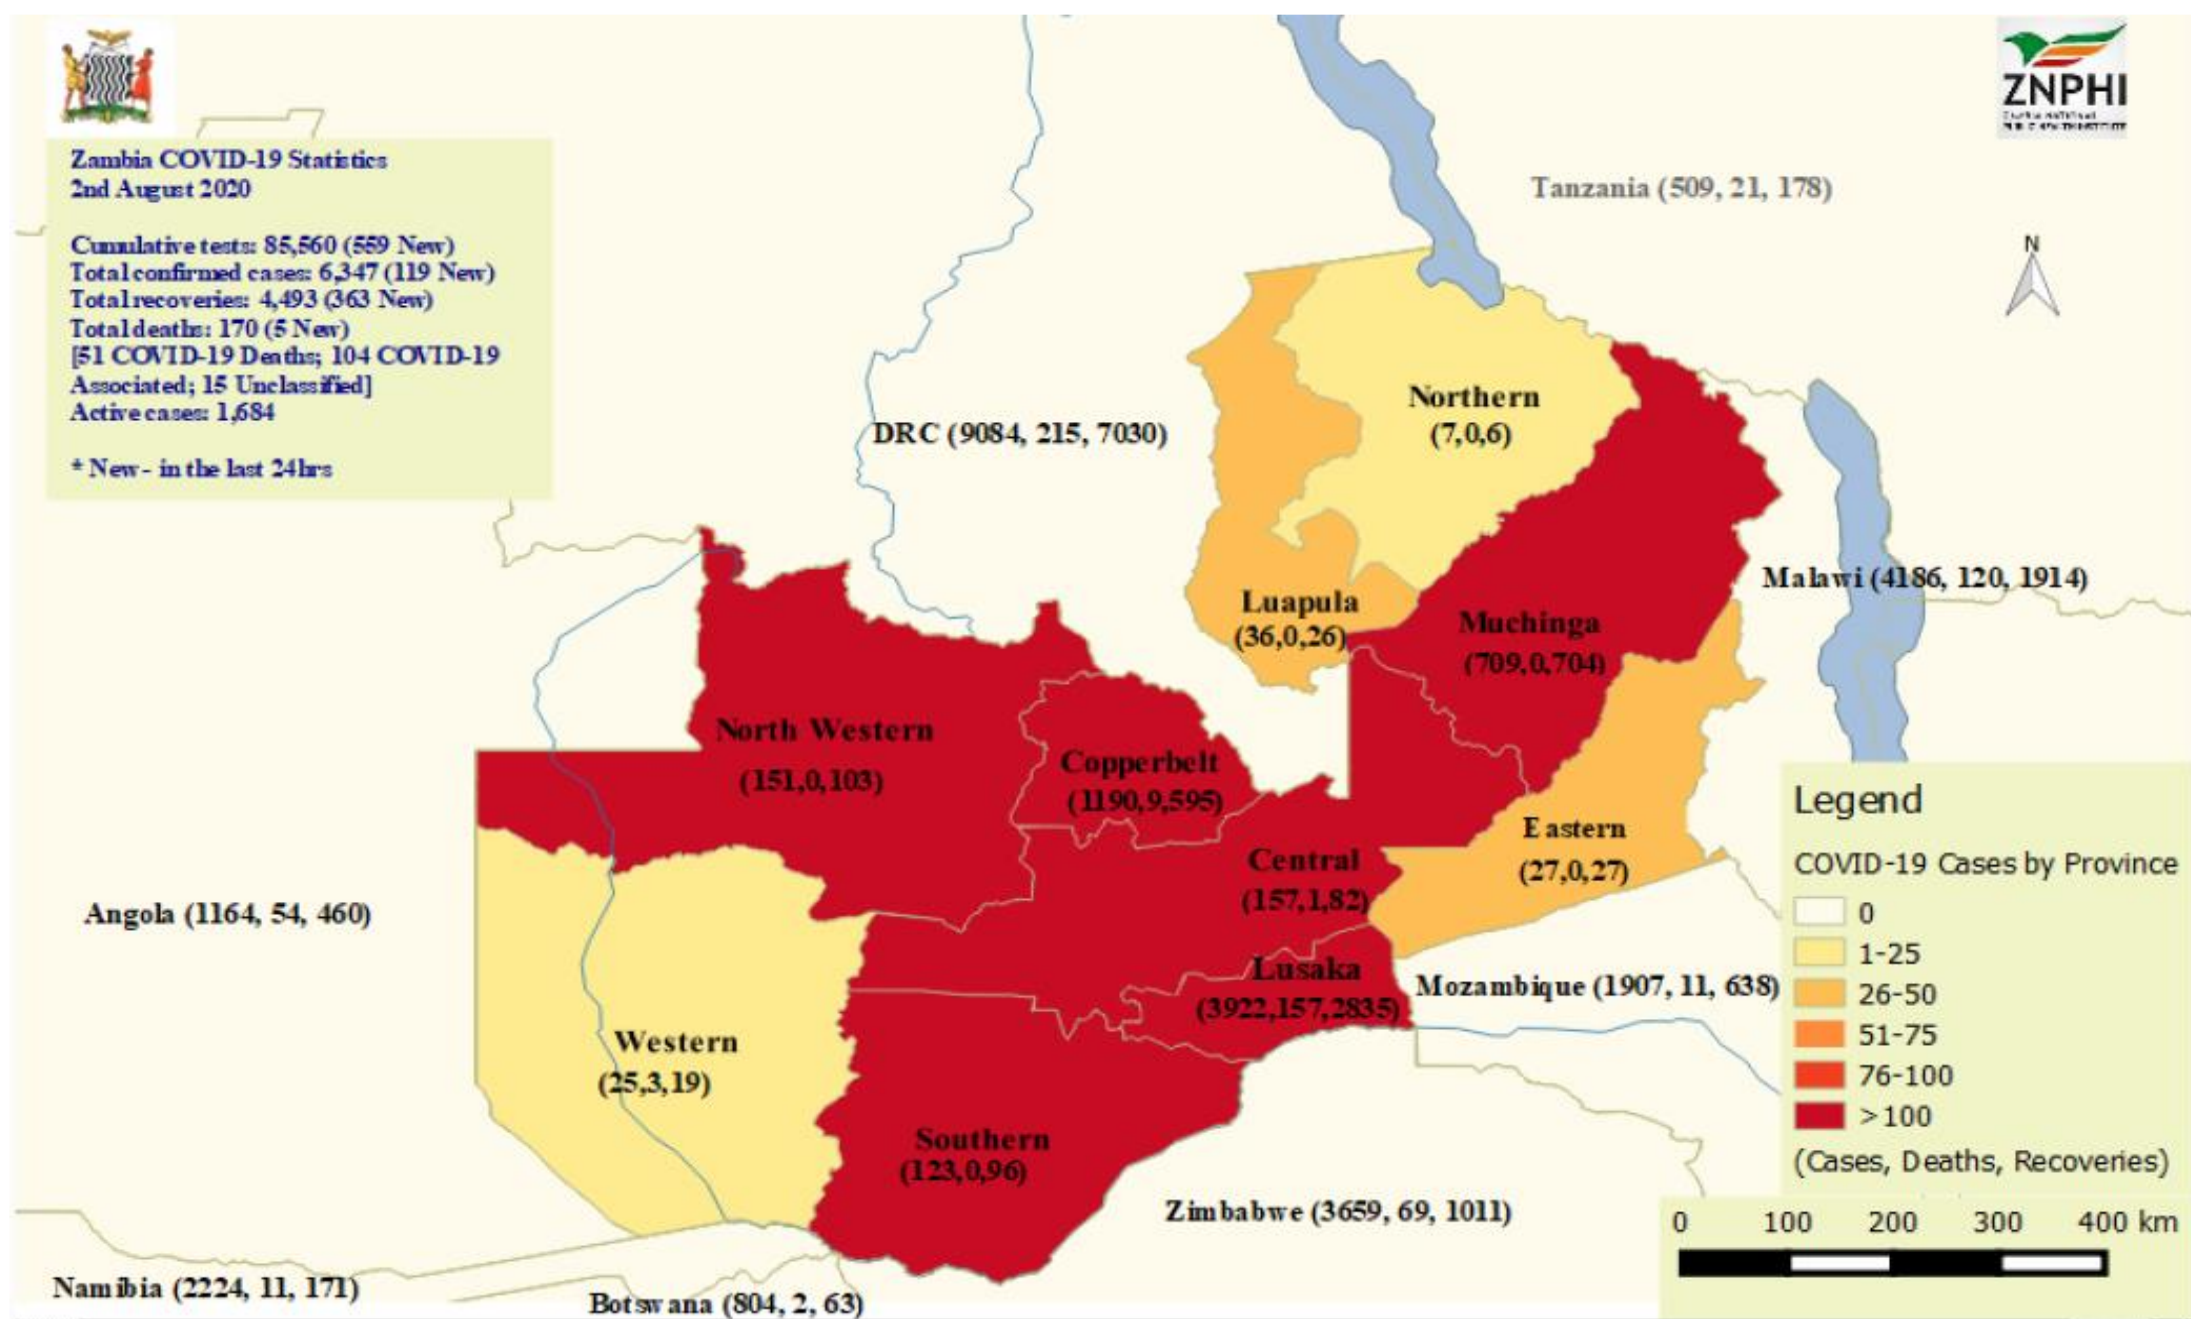 Zambia COVID-19 Statistics
2nd August 2020
Cumulative tests: 85,560 (559 New)
Total confirmed cases: 6,347 (119 New)
Total recoveries: 4,493 (363 New)
Total deaths: 170 (5 New)
[51 COVID-19 Deaths; 104 COVID-19
Associated; 15 Unclassified]
Active cases: 1,684
* New - in the last 24hrs
ZNPHI
Tanzania (509, 21, 178)
N
Northern
(7,0,6)
DRC (9084, 215, 7030)
Malawi (4186, 120, 1914)
Luapula
(36,0,26)
Muchinga
(709,0,704)
North Western
(151,0,103)
Copperbelt
(1190,9,595)
Eastern
(27,0,27)
Central
(157,1,82)
Angola (1164, 54, 460)
Lusaka
(3922,157,2835)
Mozambique (1907, 11, 638)
Western
(25,3,19)
Southern
(123,0,96)
Zimbabwe (3659, 69, 1011)
Namibia (2224, 11, 171)
Botswana (804, 2, 63)
Legend
COVID-19 Cases by Province
0
1-25
26-50
51-75
76-100
>100
(Cases, Deaths, Recoveries)
0 100 200 300 400 km